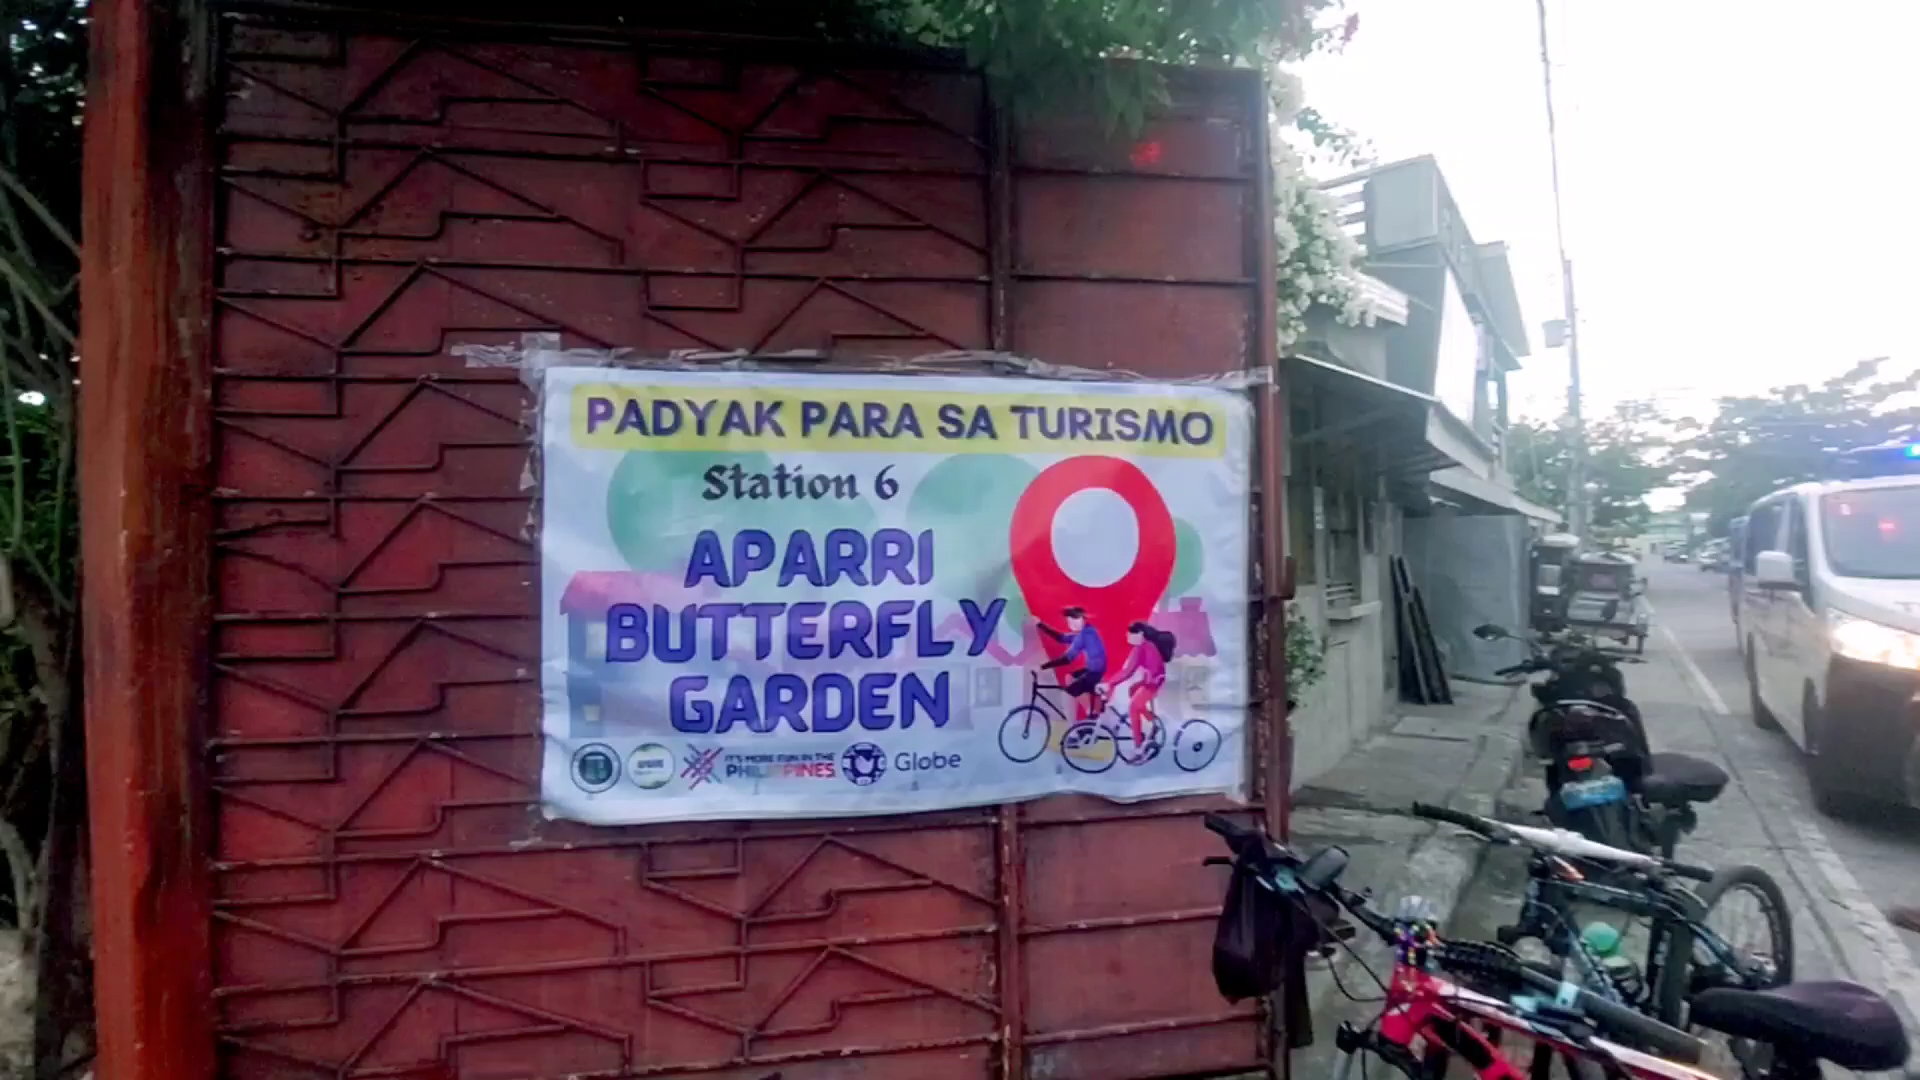 PADYAK PARA SA TURISMO
Station 6
APARRI
BUTTERFLY
GARDEN
IT'S MORE FUN IN THE
PHILIPPINES
Globe